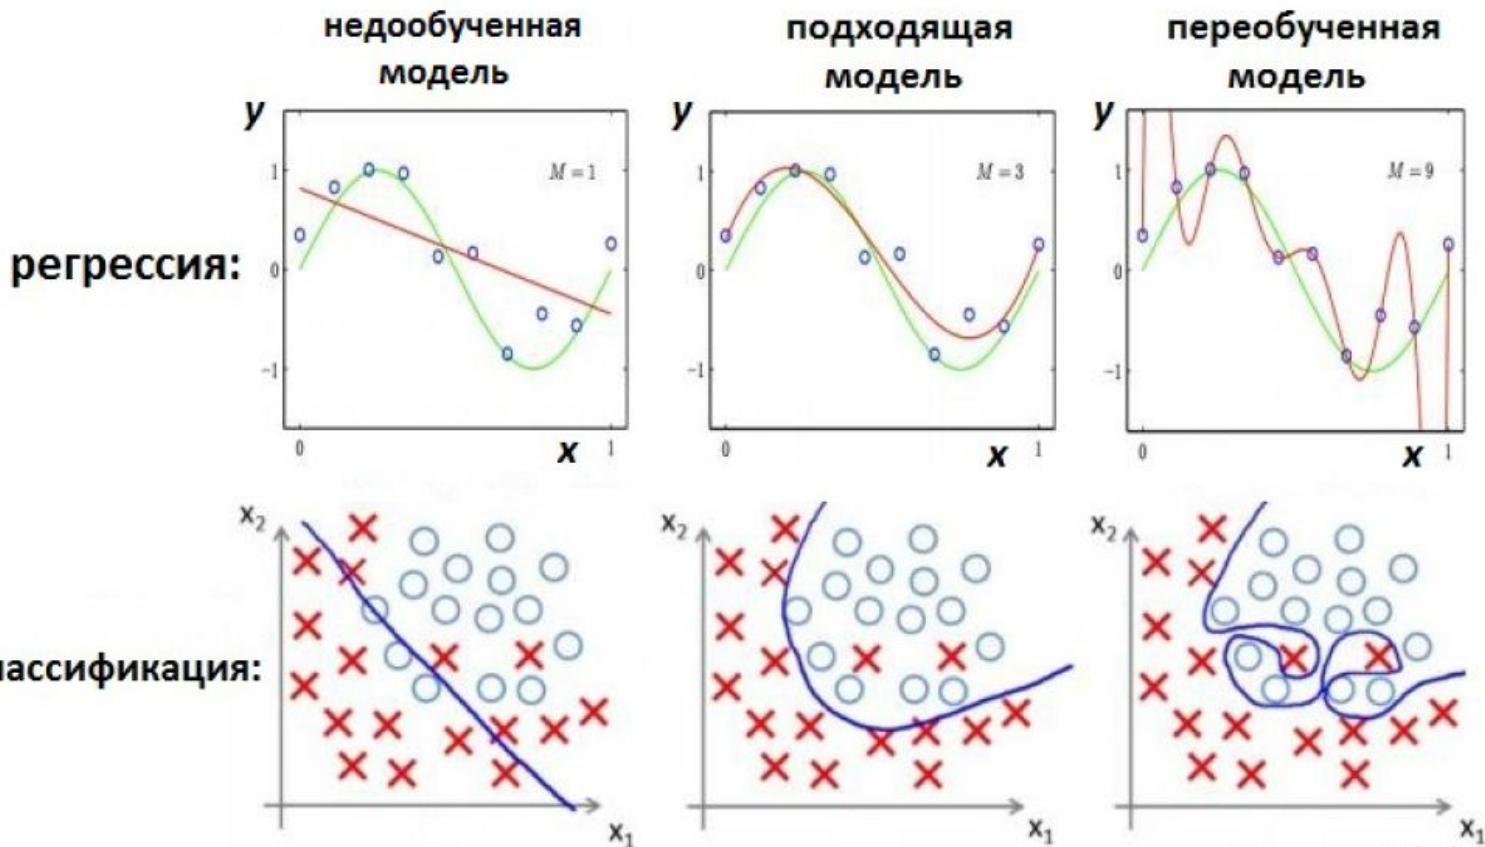 недообученная
модель
подходящая
модель
переобученная
модель
регрессия:
y
M = 1
1
0
−1
0
x
1
y
M = 3
1
0
−1
0
x
1
y
M = 9
1
0
−1
0
x
1
лассификация:
x₂
x₁
x₂
x₁
x₂
x₁